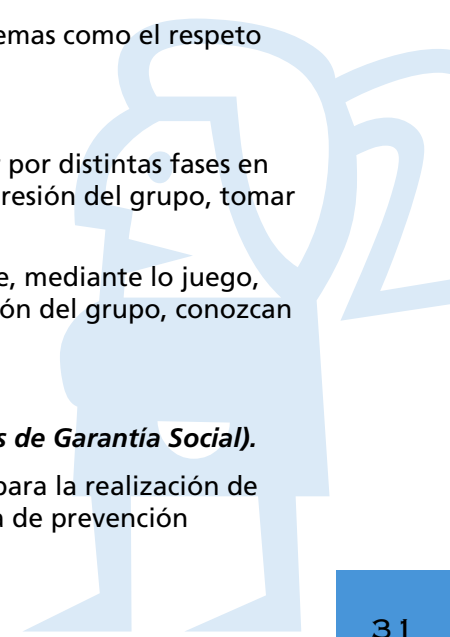 emas como el respeto
por distintas fases en
resión del grupo, tomar
e, mediante lo juego,
ón del grupo, conozcan
s de Garantía Social).
para la realización de
de prevención
31